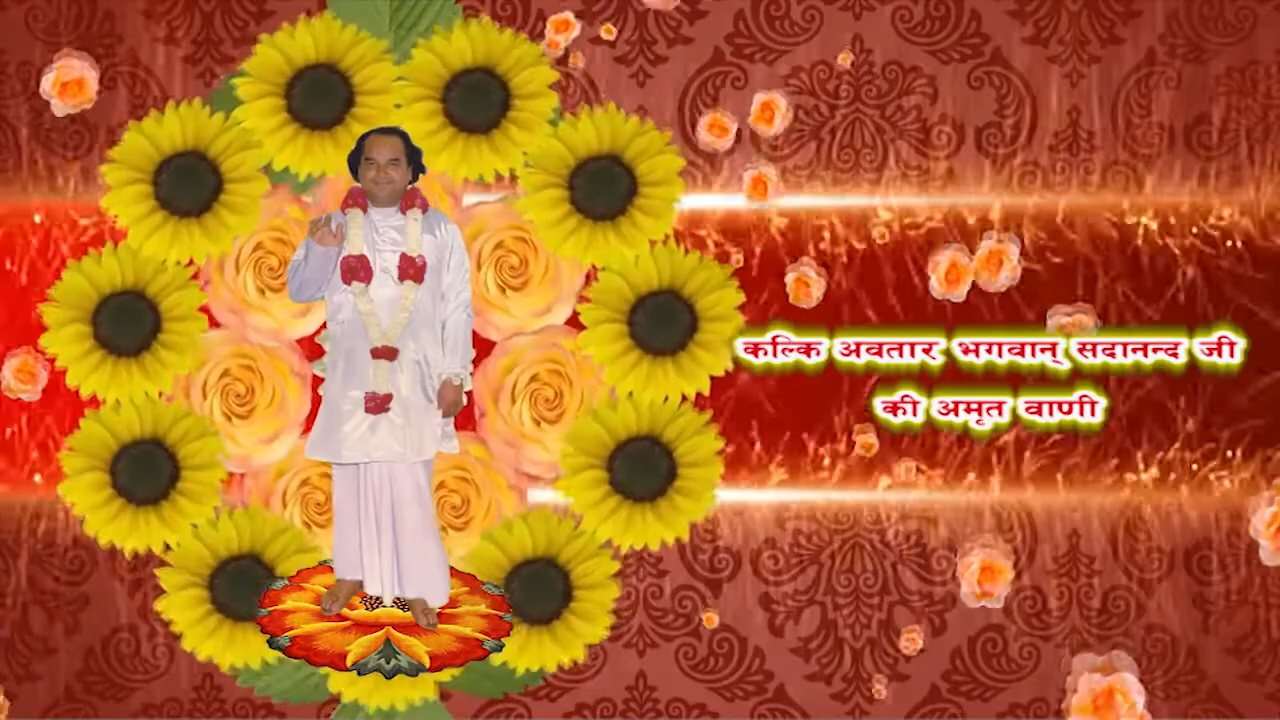 कल्कि अवतार भगवान् सदानन्द जी
की अमृत वाणी